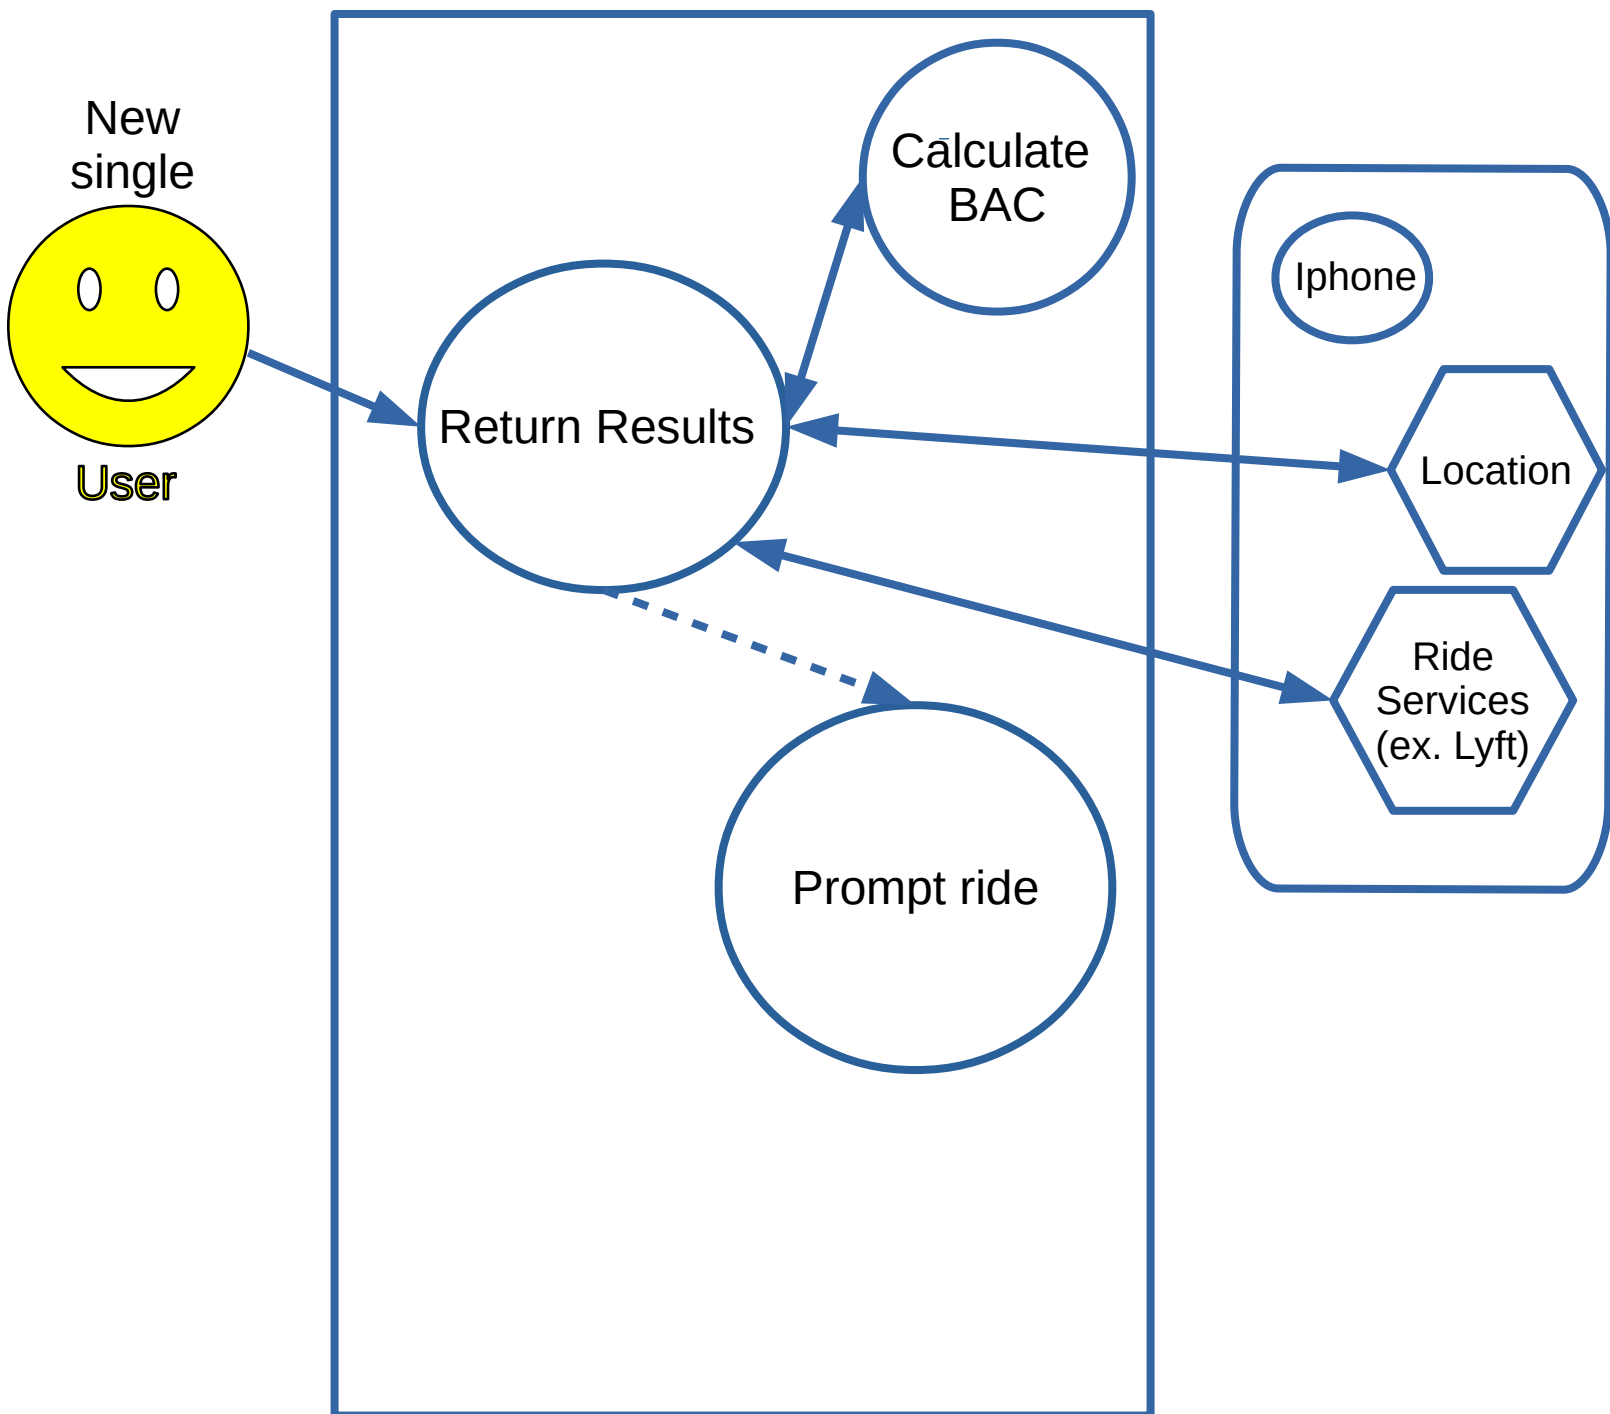 New
single
User
Return Results
Calculate
BAC
Prompt ride
Iphone
Location
Ride
Services
(ex. Lyft)